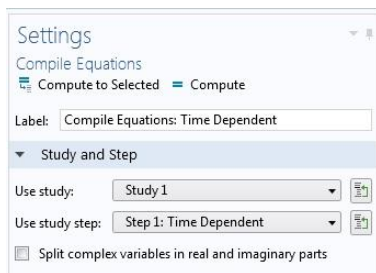 Settings
Compile Equations
Compute to Selected = Compute
Label: Compile Equations: Time Dependent
Study and Step
Use study: Study 1
Use study step: Step 1: Time Dependent
Split complex variables in real and imaginary parts